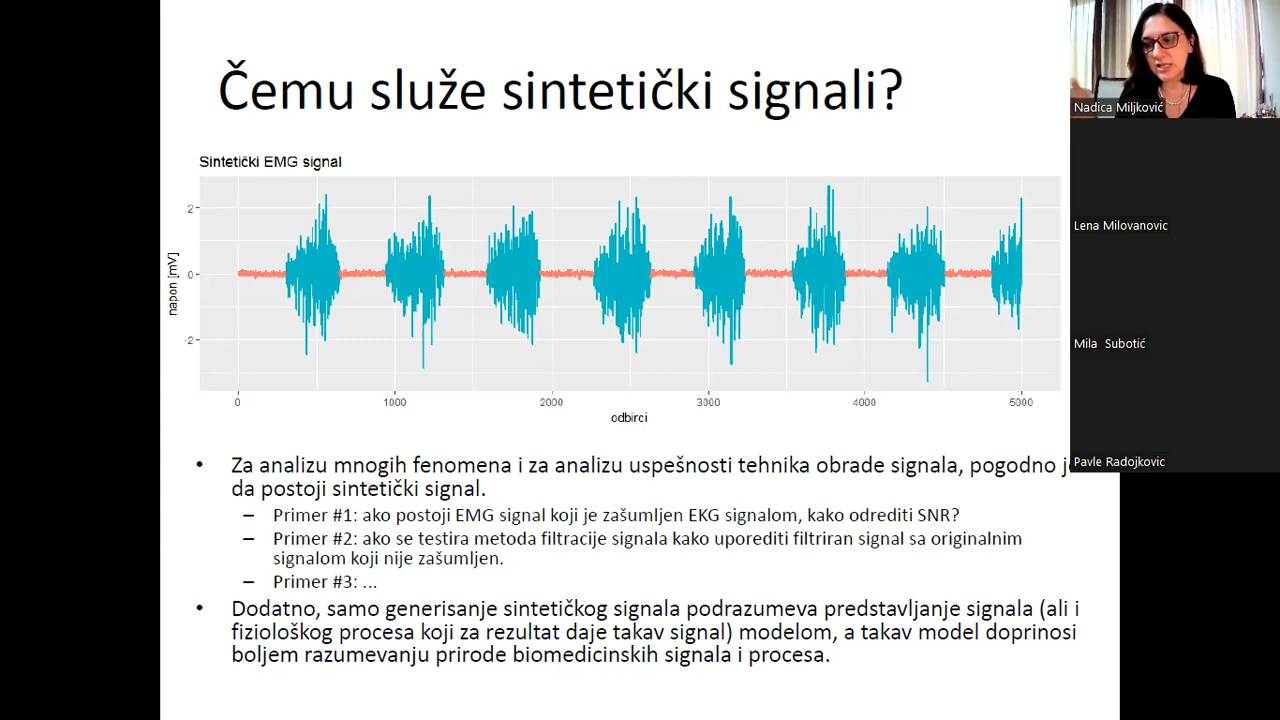 Čemu služe sintetički signali?
Sintetički EMG signal
napon [mV]
2
0
-2
0
1000
2000
3000
4000
5000
odbirci
• Za analizu mnogih fenomena i za analizu uspešnosti tehnika obrade signala, pogodno
da postoji sintetički signal.
– Primer #1: ako postoji EMG signal koji je zašumljen EKG signalom, kako odrediti SNR?
– Primer #2: ako se testira metoda filtracije signala kako uporediti filtriran signal sa originalnim
signalom koji nije zašumljen.
– Primer #3: ...
• Dodatno, samo generisanje sintetičkog signala podrazumeva predstavljanje signala (ali i
fiziološkog procesa koji za rezultat daje takav signal) modelom, a takav model doprinosi
boljem razumevanju prirode biomedicinskih signala i procesa.
Nadica Miljković
Lena Milovanovic
Mila Subotić
Pavle Radojkovic